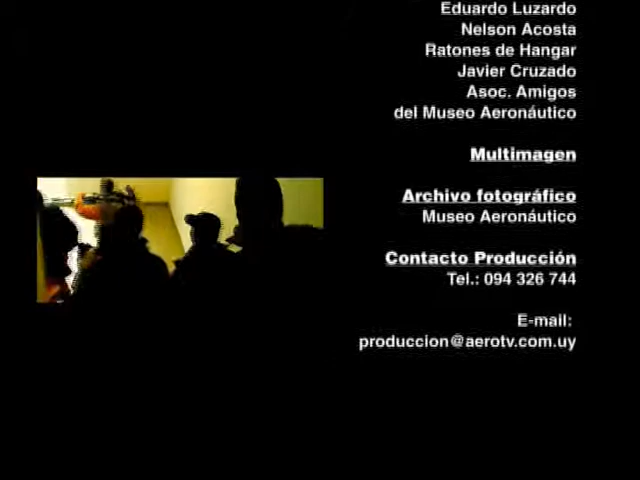 Eduardo Luzardo
Nelson Acosta
Ratones de Hangar
Javier Cruzado
Asoc. Amigos
del Museo Aeronáutico
Multimagen
Archivo fotográfico
Museo Aeronáutico
Contacto Producción
Tel.: 094 326 744
E-mail:
produccion@aerotv.com.uy